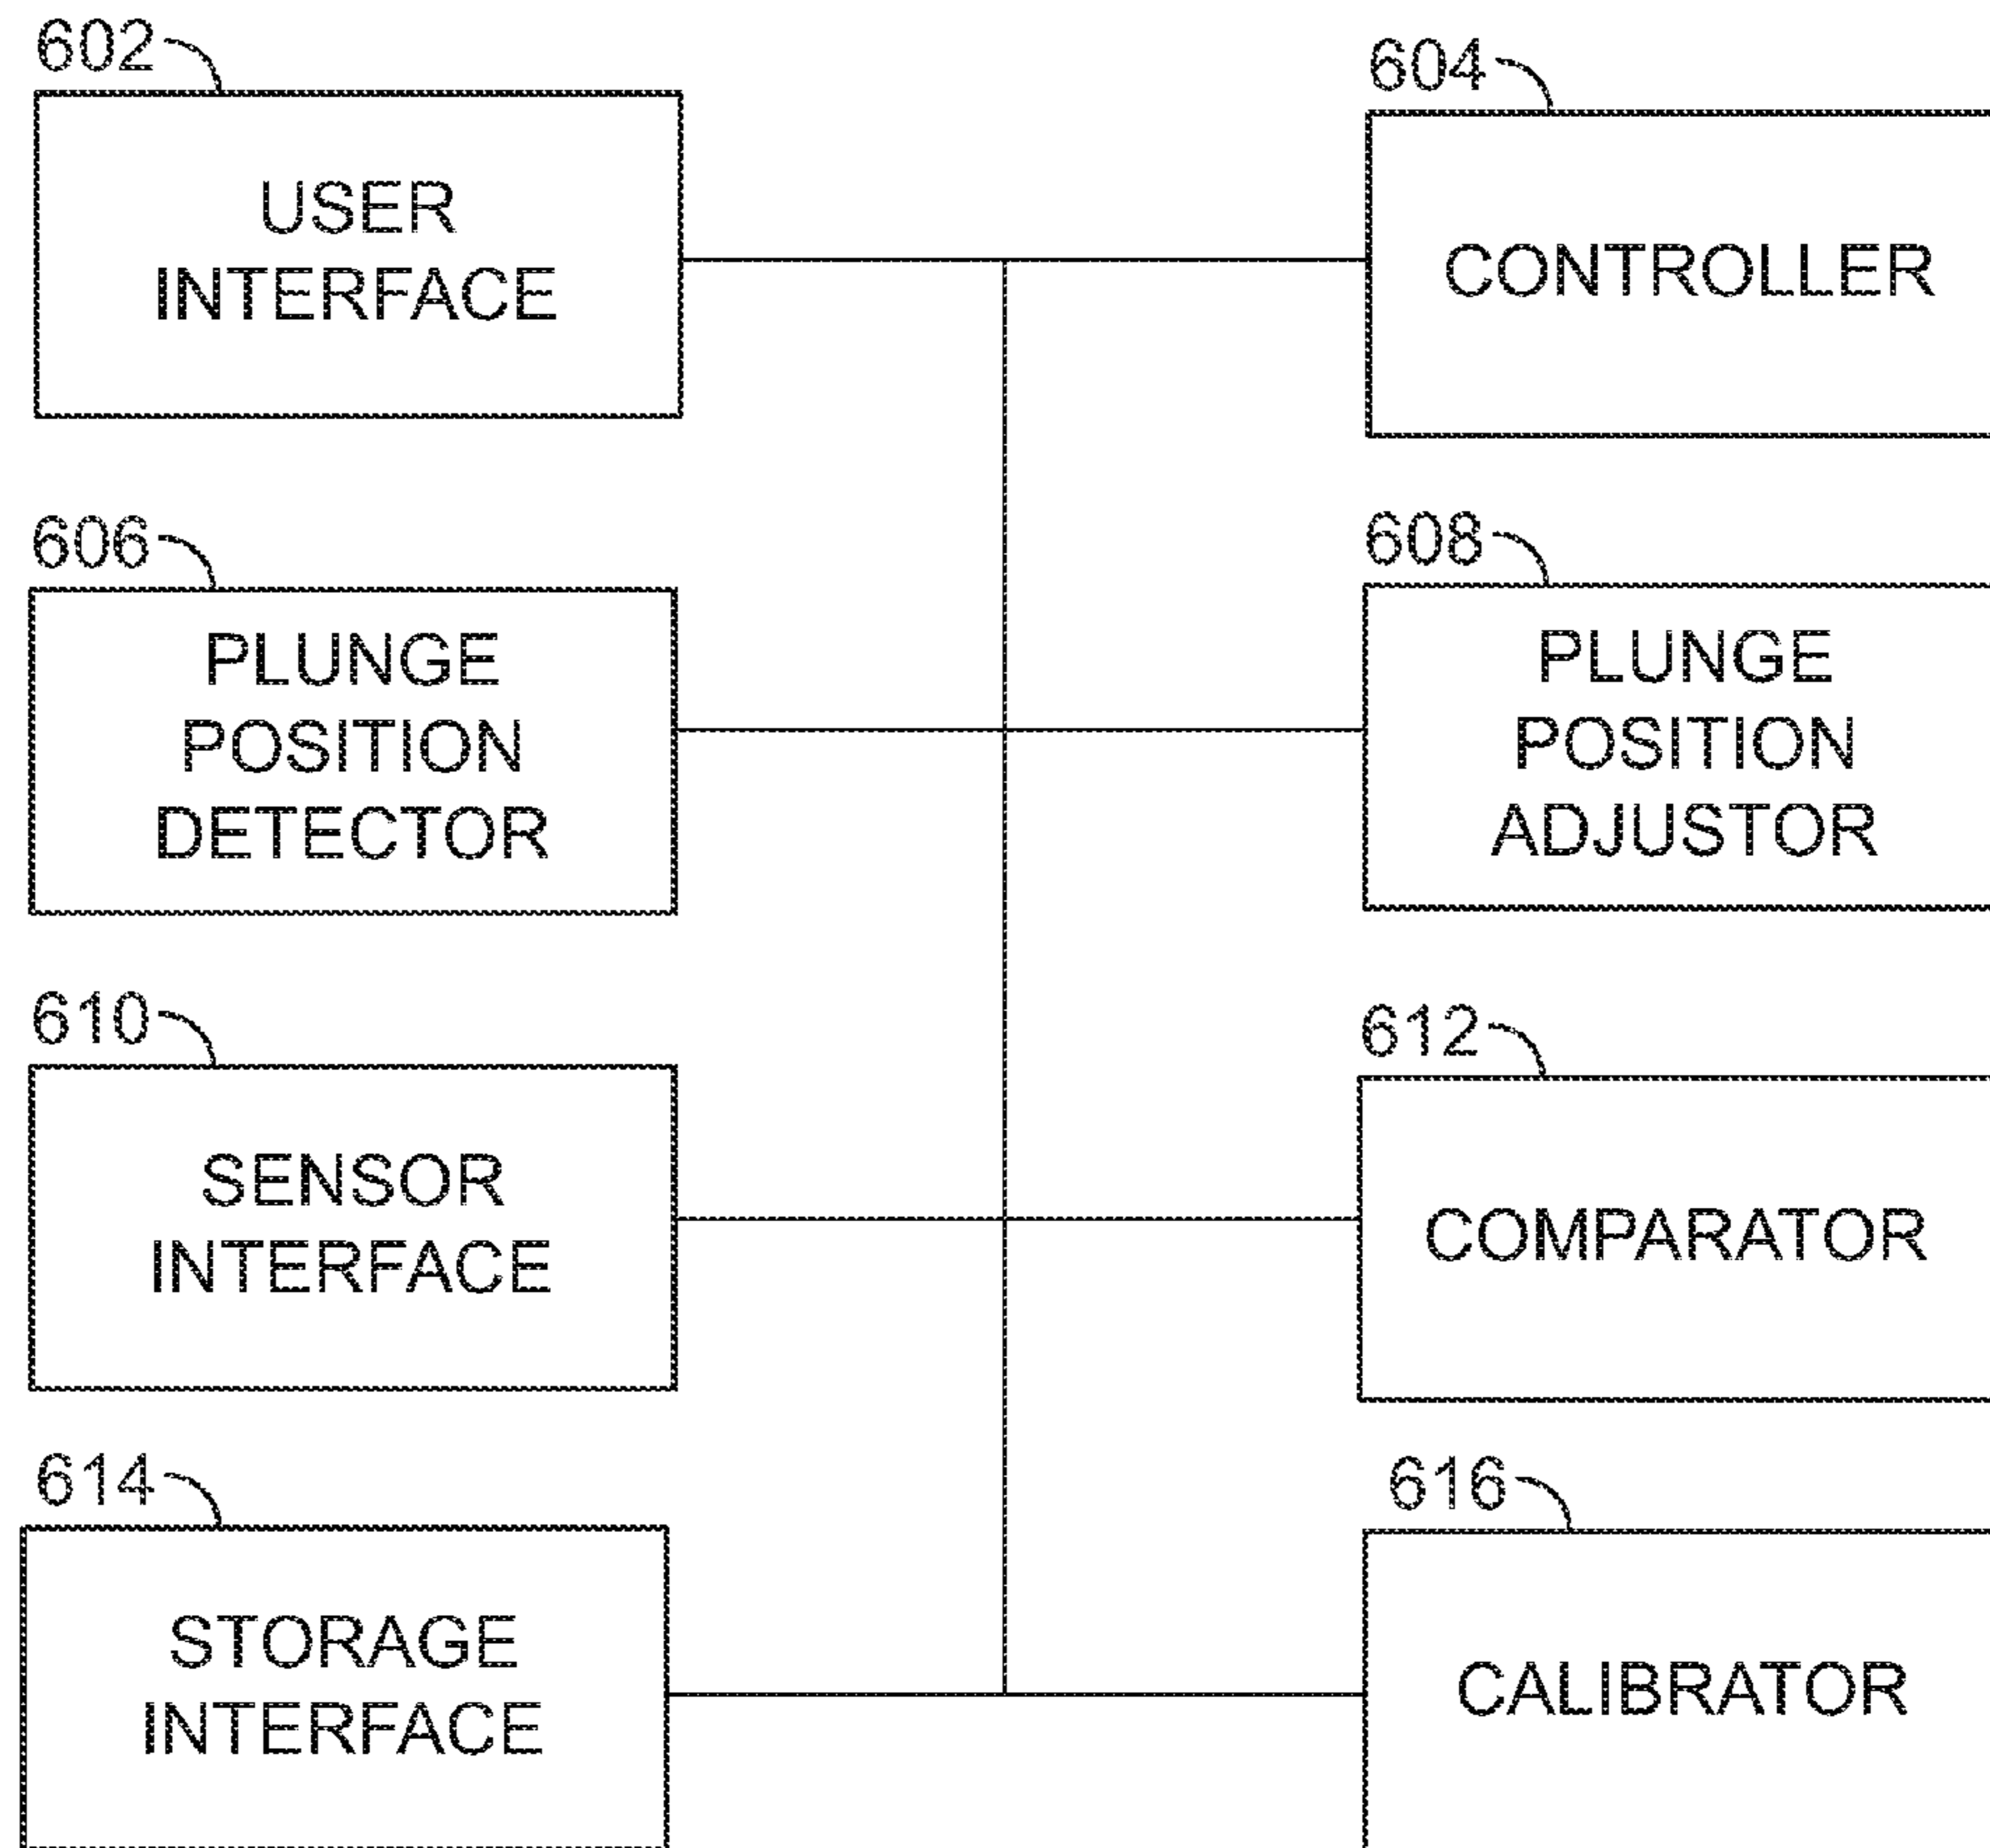 602
USER
INTERFACE
604
CONTROLLER
606
PLUNGE
POSITION
DETECTOR
608
PLUNGE
POSITION
ADJUSTOR
610
SENSOR
INTERFACE
612
COMPARATOR
614
STORAGE
INTERFACE
616
CALIBRATOR